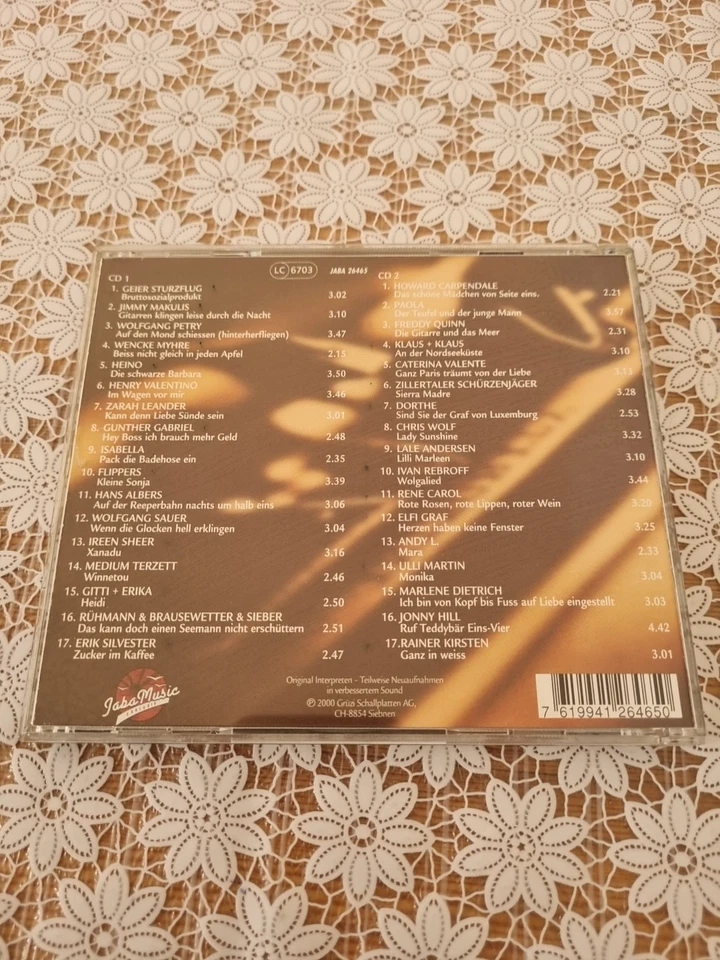 LC 6703
JABA 26465
CD 1
1. GEIER STURZFLUG
Bruttosozialprodukt 3.02
2. JIMMY MAKULIS
Gitarren klingen leise durch die Nacht 3.10
3. WOLFGANG PETRY
Auf den Mond schiessen (hinterherfliegen) 3.47
4. WENCKE MYHRE
Beiss nicht gleich in jeden Apfel 2.15
5. HEINO
Die schwarze Barbara 3.50
6. HENRY VALENTINO
Im Wagen vor mir 3.46
7. ZARAH LEANDER
Kann denn Liebe Sünde sein 3.01
8. GUNTHER GABRIEL
Hey Boss ich brauch mehr Geld 2.48
9. ISABELLA
Pack die Badehose ein 2.35
10. FLIPPERS
Kleine Sonja 3.39
11. HANS ALBERS
Auf der Reeperbahn nachts um halb eins 3.06
12. WOLFGANG SAUER
Wenn die Glocken hell erklingen 3.04
13. IREEN SHEER
Xanadu 3.16
14. MEDIUM TERZETT
Winnetou 2.46
15. GITTI + ERIKA
Heidi 2.50
16. RÜHMANN & BRAUSEWETTER & SIEBER
Das kann doch einen Seemann nicht erschüttern 2.51
17. ERIK SILVESTER
Zucker im Kaffee 2.47
CD 2
1. HOWARD CARPENDALE
Das schöne Mädchen von Seite eins. 2.21
2. PAOLA
Der Teufel und der junge Mann 3.57
3. FREDDY QUINN
Die Gitarre und das Meer 2.31
4. KLAUS + KLAUS
An der Nordseeküste 3.10
5. CATERINA VALENTE
Ganz Paris träumt von der Liebe
6. ZILLERTALER SCHÜRZENJÄGER
Sierra Madre 3.28
7. DORTHE
Sind Sie der Graf von Luxemburg 2.53
8. CHRIS WOLF
Lady Sunshine 3.32
9. LALE ANDERSEN
Lilli Marleen 3.10
10. IVAN REBROFF
Wolgalied 3.44
11. RENE CAROL
Rote Rosen, rote Lippen, roter Wein 3.20
12. ELFI GRAF
Herzen haben keine Fenster 3.25
13. ANDY L.
Mara 2.33
14. ULLI MARTIN
Monika 3.04
15. MARLENE DIETRICH
Ich bin von Kopf bis Fuss auf Liebe eingestellt 3.03
16. JONNY HILL
Ruf Teddybär Eins-Vier 4.42
17. RAINER KIRSTEN
Ganz in weiss 3.01
JabaMusic
Original Interpreten - Teilweise Neuaufnahmen
in verbessertem Sound
℗ © 2000 Grüzi Schallplatten AG,
CH-8854 Siebnen
7 619941 264650